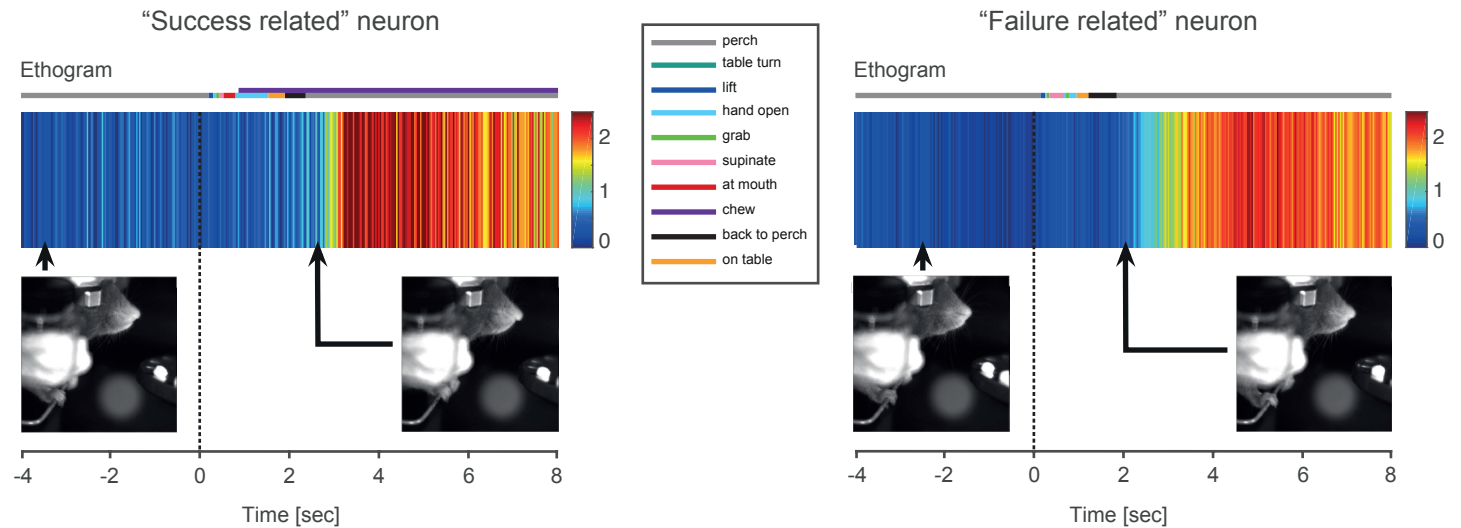 “Success related” neuron
Ethogram
2
1
0
-4 -2 0 2 4 6 8
Time [sec]
perch
table turn
lift
hand open
grab
supinate
at mouth
chew
back to perch
on table
“Failure related” neuron
Ethogram
2
1
0
-4 -2 0 2 4 6 8
Time [sec]